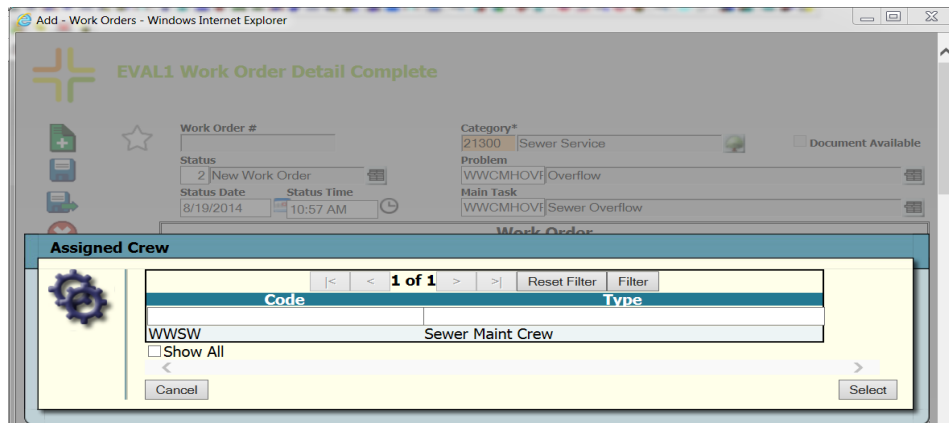 Add - Work Orders - Windows Internet Explorer
EVAL1 Work Order Detail Complete
Work Order #
Category*
21300 Sewer Service
Document Available
Status
Problem
2 New Work Order
WWCMHOVF Overflow
Status Date Status Time
Main Task
8/19/2014 10:57 AM
WWCMHOVF Sewer Overflow
Work Order
Assigned Crew
|< < 1 of 1 > >| Reset Filter Filter
Code Type
WWSW Sewer Maint Crew
Show All
< >
Cancel Select